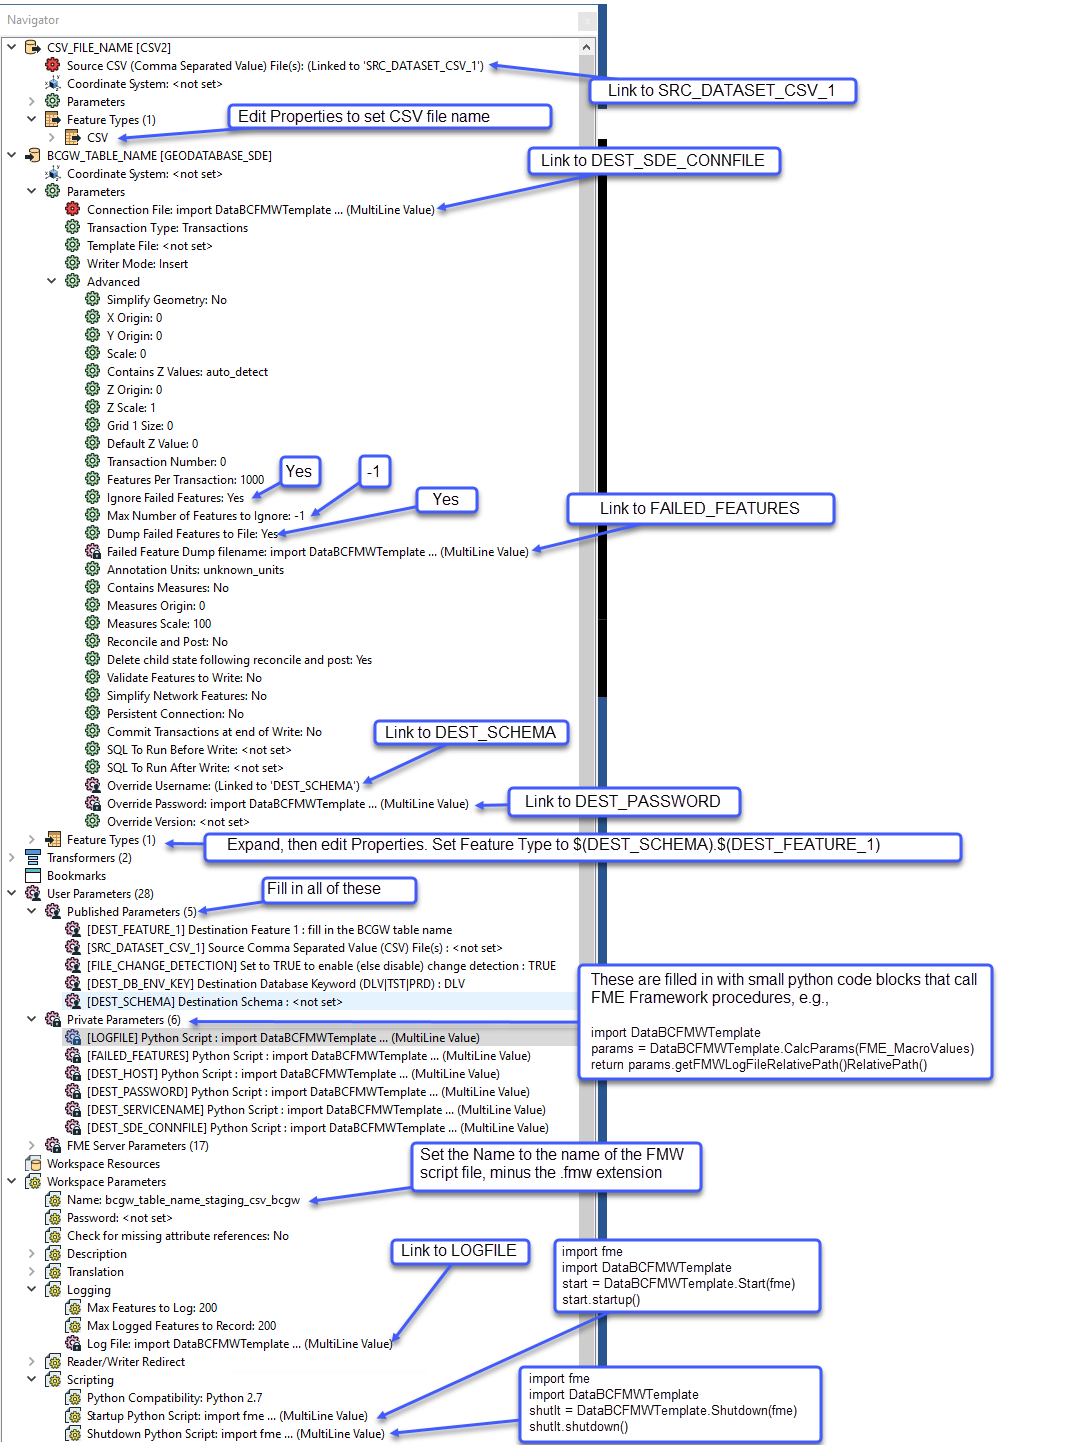 Navigator
CSV_FILE_NAME [CSV2]
Source CSV (Comma Separated Value) File(s): (Linked to 'SRC_DATASET_CSV_1')
Link to SRC_DATASET_CSV_1
Coordinate System: <not set>
Parameters
Feature Types (1)
Edit Properties to set CSV file name
CSV
BCGW_TABLE_NAME [GEODATABASE_SDE]
Link to DEST_SDE_CONNFILE
Coordinate System: <not set>
Parameters
Connection File: import DataBCFMWTemplate ... (MultiLine Value)
Transaction Type: Transactions
Template File: <not set>
Writer Mode: Insert
Advanced
Simplify Geometry: No
X Origin: 0
Y Origin: 0
Scale: 0
Contains Z Values: auto_detect
Z Origin: 0
Z Scale: 1
Grid 1 Size: 0
Default Z Value: 0
Transaction Number: 0
Features Per Transaction: 1000
Yes
-1
Ignore Failed Features: Yes
Yes
Max Number of Features to Ignore: -1
Link to FAILED_FEATURES
Dump Failed Features to File: Yes
Failed Feature Dump filename: import DataBCFMWTemplate ... (MultiLine Value)
Annotation Units: unknown_units
Contains Measures: No
Measures Origin: 0
Measures Scale: 100
Reconcile and Post: No
Delete child state following reconcile and post: Yes
Validate Features to Write: No
Simplify Network Features: No
Persistent Connection: No
Commit Transactions at end of Write: No
Link to DEST_SCHEMA
SQL To Run Before Write: <not set>
SQL To Run After Write: <not set>
Override Username: (Linked to 'DEST_SCHEMA')
Override Password: import DataBCFMWTemplate ... (MultiLine Value)
Link to DEST_PASSWORD
Override Version: <not set>
Feature Types (1)
Expand, then edit Properties. Set Feature Type to $(DEST_SCHEMA).$(DEST_FEATURE_1)
Transformers (2)
Bookmarks
User Parameters (28)
Fill in all of these
Published Parameters (5)
[DEST_FEATURE_1] Destination Feature 1 : fill in the BCGW table name
[SRC_DATASET_CSV_1] Source Comma Separated Value (CSV) File(s) : <not set>
[FILE_CHANGE_DETECTION] Set to TRUE to enable (else disable) change detection : TRUE
[DEST_DB_ENV_KEY] Destination Database Keyword (DLV|TST|PRD) : DLV
[DEST_SCHEMA] Destination Schema : <not set>
These are filled in with small python code blocks that call
FME Framework procedures, e.g.,
import DataBCFMWTemplate
params = DataBCFMWTemplate.CalcParams(FME_MacroValues)
return params.getFMWLogFileRelativePath()RelativePath()
Private Parameters (6)
[LOGFILE] Python Script : import DataBCFMWTemplate ... (MultiLine Value)
[FAILED_FEATURES] Python Script : import DataBCFMWTemplate ... (MultiLine Value)
[DEST_HOST] Python Script : import DataBCFMWTemplate ... (MultiLine Value)
[DEST_PASSWORD] Python Script : import DataBCFMWTemplate ... (MultiLine Value)
[DEST_SERVICENAME] Python Script : import DataBCFMWTemplate ... (MultiLine Value)
[DEST_SDE_CONNFILE] Python Script : import DataBCFMWTemplate ... (MultiLine Value)
FME Server Parameters (17)
Set the Name to the name of the FMW
script file, minus the .fmw extension
Workspace Resources
Workspace Parameters
Name: bcgw_table_name_staging_csv_bcgw
Password: <not set>
Check for missing attribute references: No
Link to LOGFILE
Description
Translation
Logging
import fme
import DataBCFMWTemplate
start = DataBCFMWTemplate.Start(fme)
start.startup()
Max Features to Log: 200
Max Logged Features to Record: 200
Log File: import DataBCFMWTemplate ... (MultiLine Value)
Reader/Writer Redirect
Scripting
import fme
import DataBCFMWTemplate
shutIt = DataBCFMWTemplate.Shutdown(fme)
shutIt.shutdown()
Python Compatibility: Python 2.7
Startup Python Script: import fme ... (MultiLine Value)
Shutdown Python Script: import fme ... (MultiLine Value)